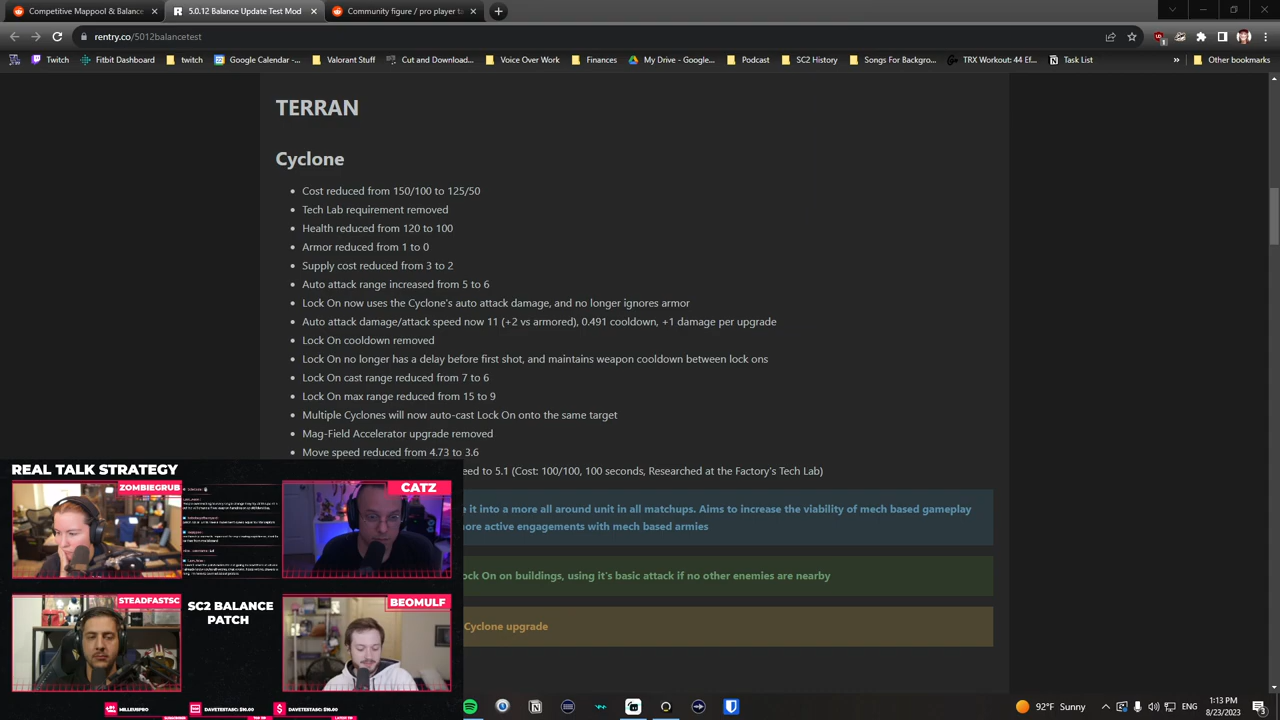 Competitive Mappool & Balance
5.0.12 Balance Update Test Mod
Community figure / pro player ta
rentry.co/5012balancetest
Twitch
Fitbit Dashboard
twitch
Google Calendar -...
Valorant Stuff
Cut and Download...
Voice Over Work
Finances
My Drive - Google...
Podcast
SC2 History
Songs For Backgro...
TRX Workout: 44 Ef...
Task List
»
Other bookmarks
TERRAN
Cyclone
• Cost reduced from 150/100 to 125/50
• Tech Lab requirement removed
• Health reduced from 120 to 100
• Armor reduced from 1 to 0
• Supply cost reduced from 3 to 2
• Auto attack range increased from 5 to 6
• Lock On now uses the Cyclone's auto attack damage, and no longer ignores armor
• Auto attack damage/attack speed now 11 (+2 vs armored), 0.491 cooldown, +1 damage per upgrade
• Lock On cooldown removed
• Lock On no longer has a delay before first shot, and maintains weapon cooldown between lock ons
• Lock On cast range reduced from 7 to 6
• Lock On max range reduced from 15 to 9
• Multiple Cyclones will now auto-cast Lock On onto the same target
• Mag-Field Accelerator upgrade removed
• Move speed reduced from 4.73 to 3.6
eed to 5.1 (Cost: 100/100, 100 seconds, Researched at the Factory's Tech Lab)
e it into a more all around unit in all matchups. Aims to increase the viability of mech based gameplay
ore active engagements with mech based armies
ock On on buildings, using it's basic attack if no other enemies are nearby
Cyclone upgrade
REAL TALK STRATEGY
ZOMBIEGRUB
CATZ
STEADFASTSC
SC2 BALANCE
PATCH
BEOMULF
MILLEUIPRO
DAVETERTASC: $10.00
DAVETERTASC: $10.00
92°F Sunny
ENG
1:13 PM
8/23/2023